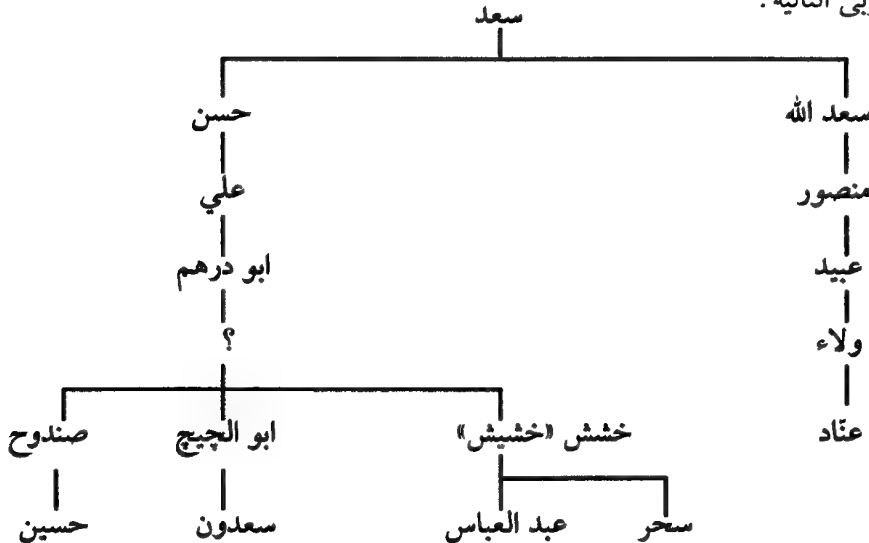 الثانية :
سعد
سعد الله حسن
منصور علي
عبيد ابو درهم
ولاء ؟
عنّاد خشش «خشيش» ابو الچيچ صندوح
سحر عبد العباس سعدون حسين